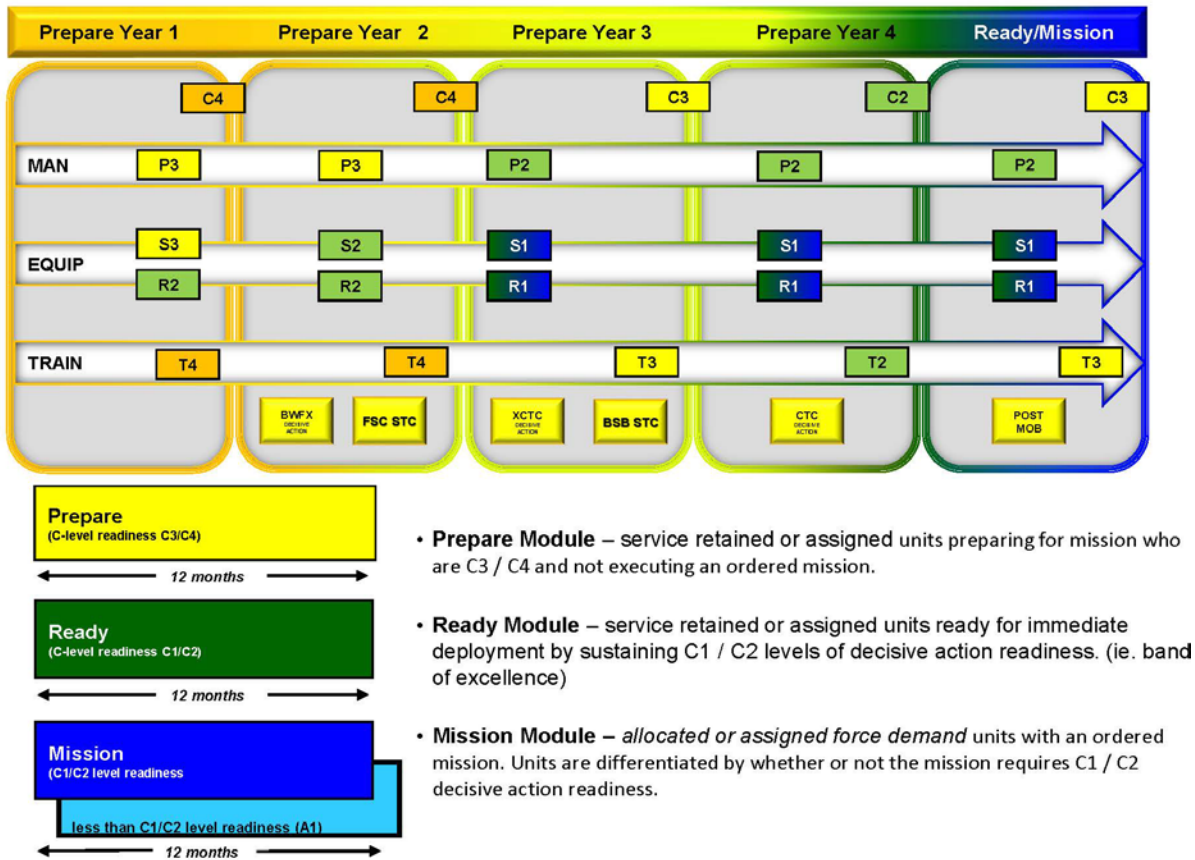 Prepare Year 1 Prepare Year 2 Prepare Year 3 Prepare Year 4 Ready/Mission
C4 C4 C3 C2 C3
MAN P3 P3 P2 P2 P2
S3 S2 S1 S1 S1
EQUIP
R2 R2 R1 R1 R1
TRAIN T4 T4 T3 T2 T3
BWFX DECISIVE ACTION
FSC STC
XCTC DECISIVE ACTION
BSB STC
CTC DECISIVE ACTION
POST MOB
Prepare
(C-level readiness C3/C4)
12 months
• Prepare Module – service retained or assigned units preparing for mission who
are C3 / C4 and not executing an ordered mission.
Ready
(C-level readiness C1/C2)
12 months
• Ready Module – service retained or assigned units ready for immediate
deployment by sustaining C1 / C2 levels of decisive action readiness. (ie. band
of excellence)
Mission
(C1/C2 level readiness
less than C1/C2 level readiness (A1)
12 months
• Mission Module – allocated or assigned force demand units with an ordered
mission. Units are differentiated by whether or not the mission requires C1 / C2
decisive action readiness.